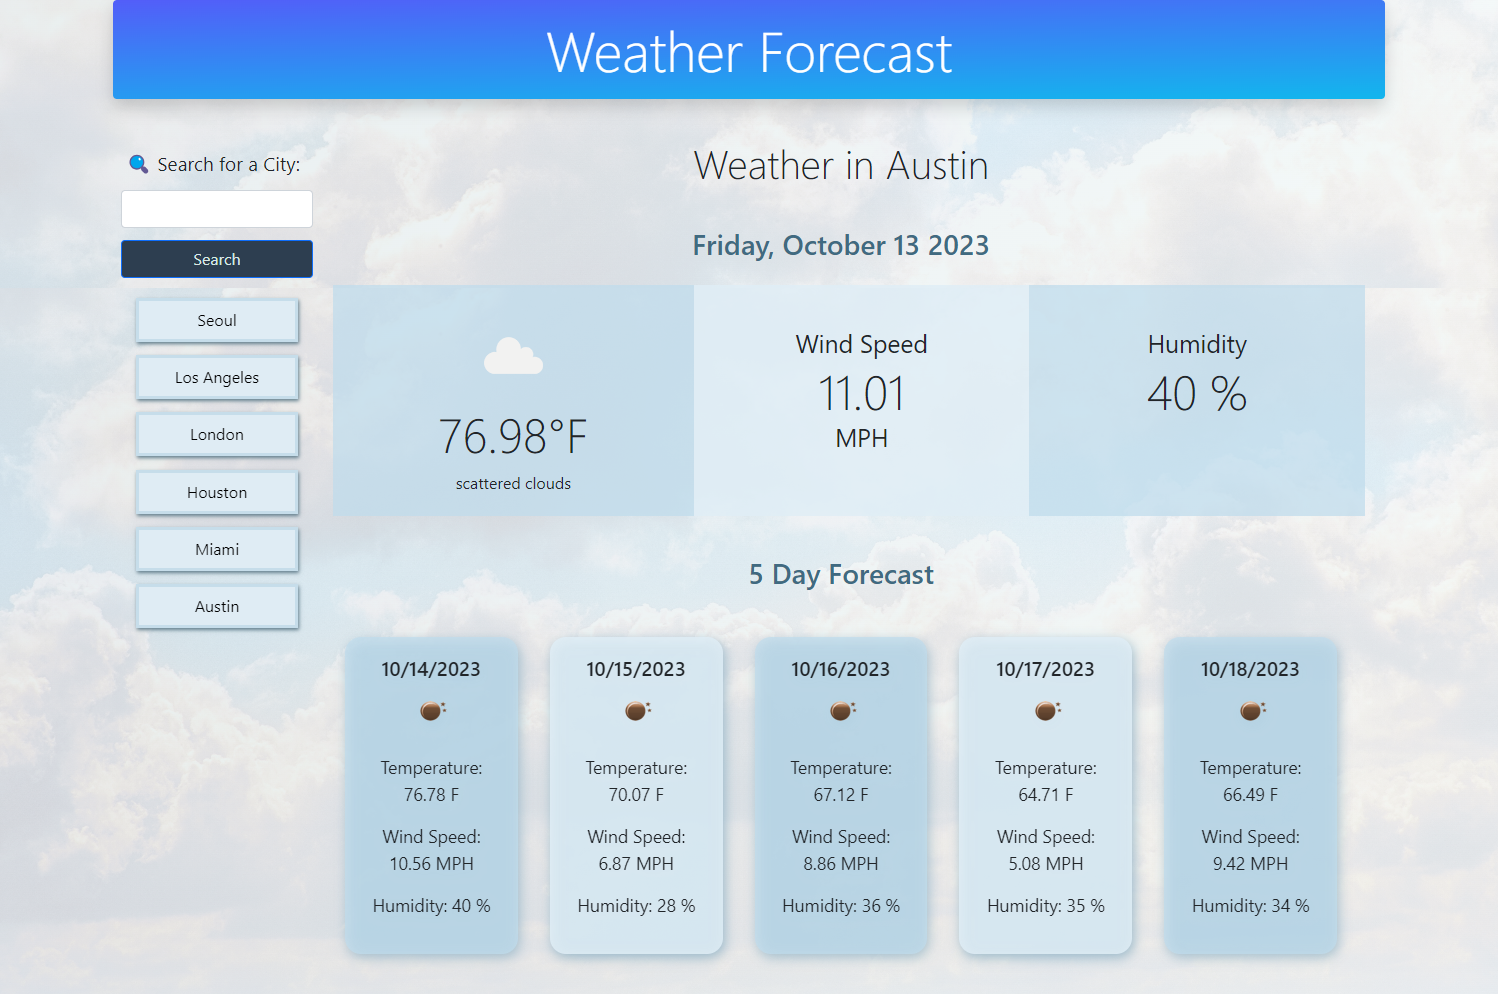 Weather Forecast
Search for a City:
Search
Seoul
Los Angeles
London
Houston
Miami
Austin
Weather in Austin
Friday, October 13 2023
76.98°F
scattered clouds
Wind Speed
11.01
MPH
Humidity
40 %
5 Day Forecast
10/14/2023
Temperature:
76.78 F
Wind Speed:
10.56 MPH
Humidity: 40 %
10/15/2023
Temperature:
70.07 F
Wind Speed:
6.87 MPH
Humidity: 28 %
10/16/2023
Temperature:
67.12 F
Wind Speed:
8.86 MPH
Humidity: 36 %
10/17/2023
Temperature:
64.71 F
Wind Speed:
5.08 MPH
Humidity: 35 %
10/18/2023
Temperature:
66.49 F
Wind Speed:
9.42 MPH
Humidity: 34 %